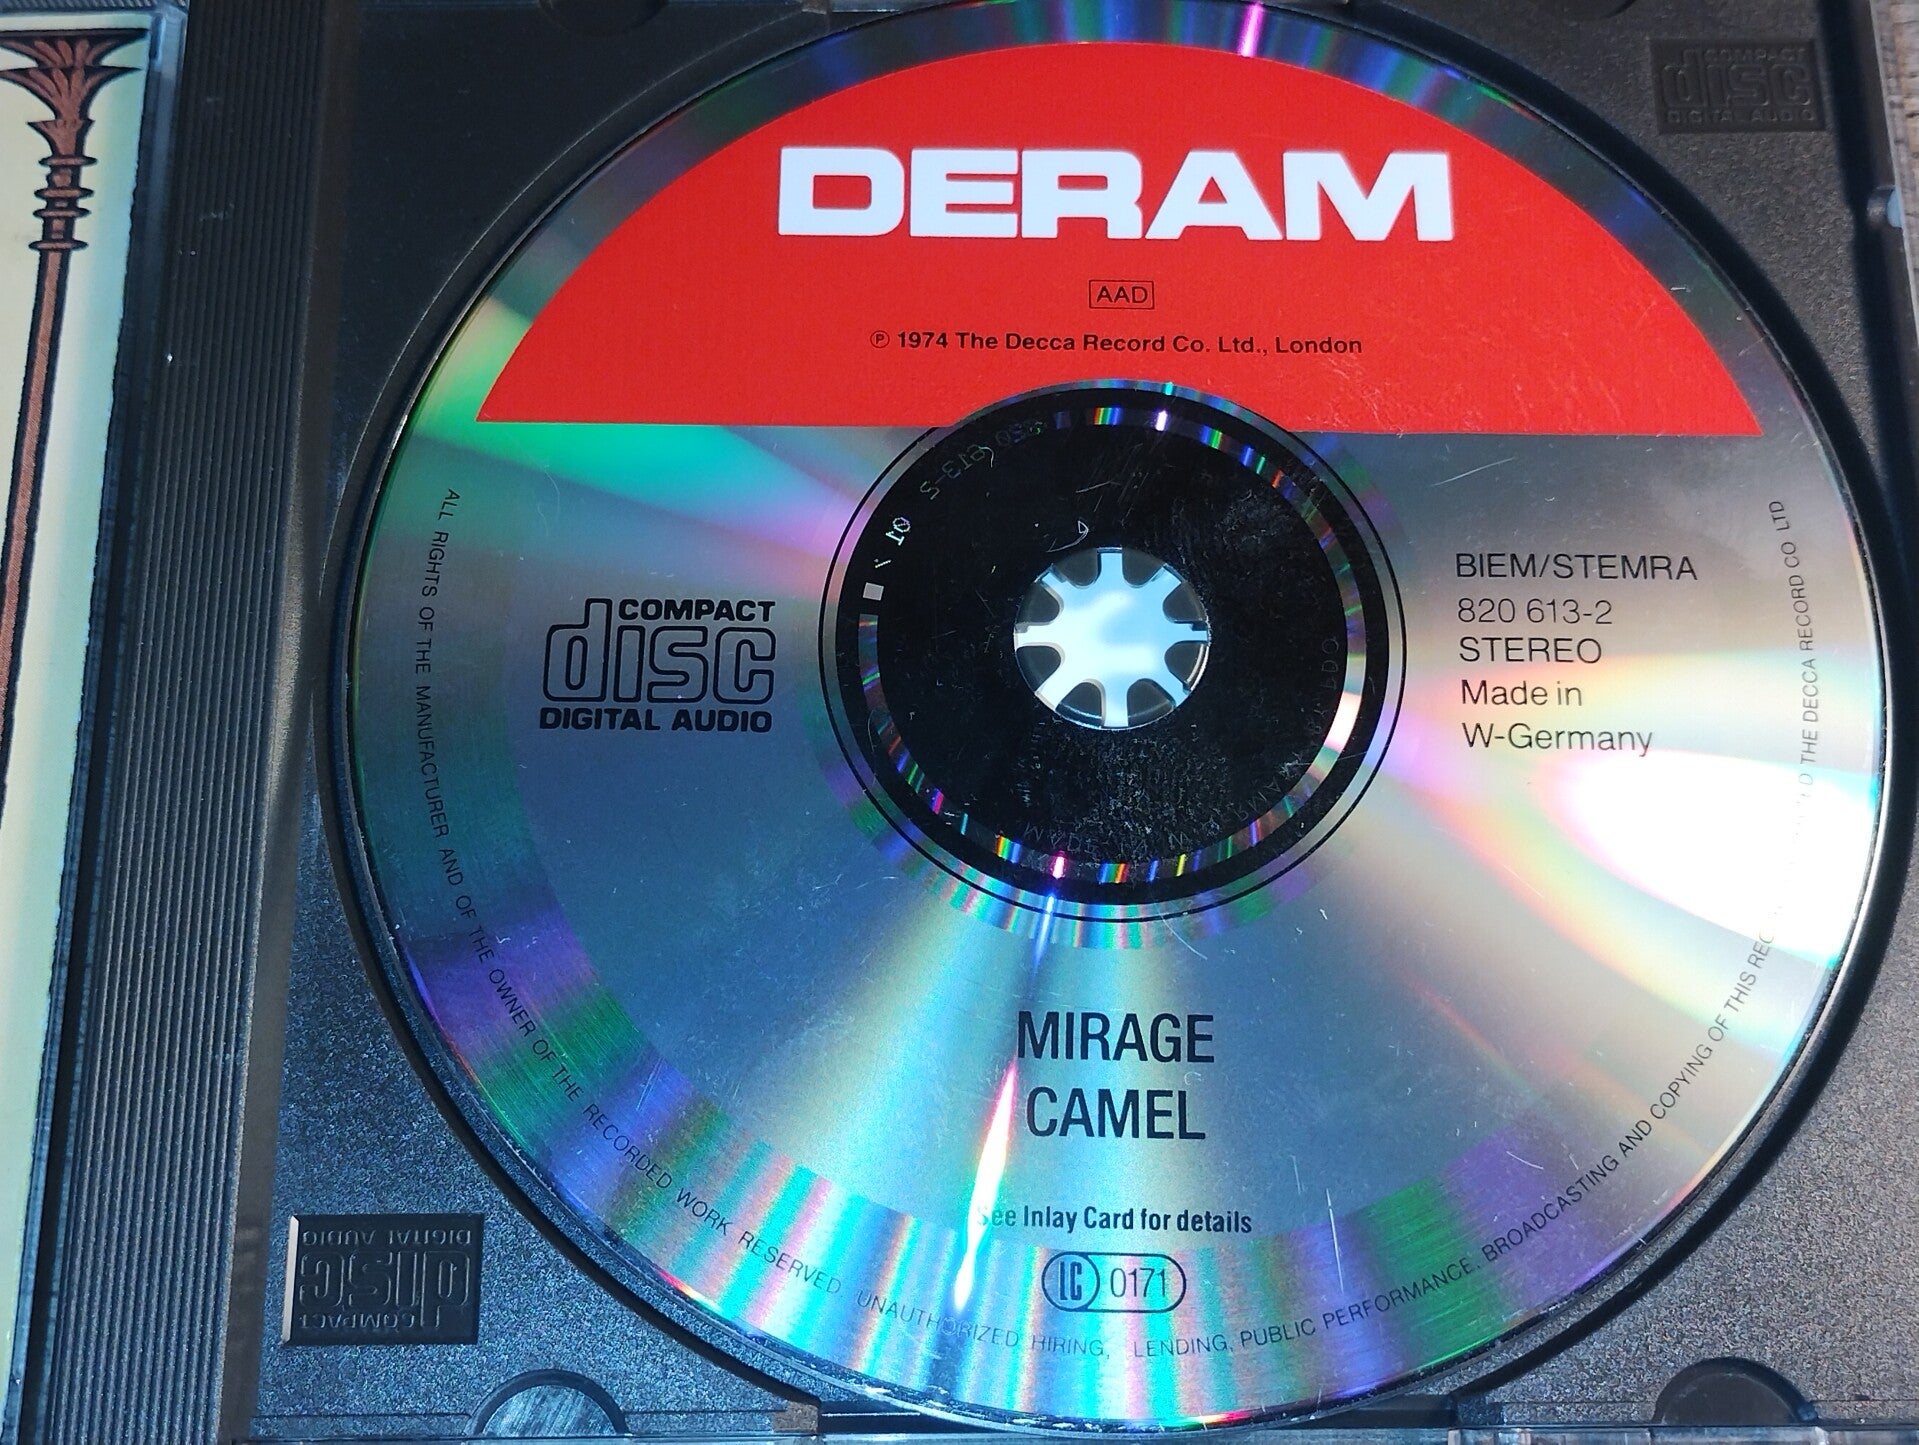 DERAM
AAD
℗ 1974 The Decca Record Co. Ltd., London
COMPACT
disc
DIGITAL AUDIO
BIEM/STEMRA
820 613-2
STEREO
Made in
W-Germany
MIRAGE
CAMEL
See Inlay Card for details
LC 0171
ALL RIGHTS OF THE MANUFACTURER AND OF THE OWNER OF THE RECORDED WORK RESERVED. UNAUTHORIZED HIRING, LENDING, PUBLIC PERFORMANCE, BROADCASTING AND COPYING OF THIS THE DECCA RECORD CO LTD
COMPACT
disc
DIGITAL AUDIO
COMPACT
disc
DIGITAL AUDIO